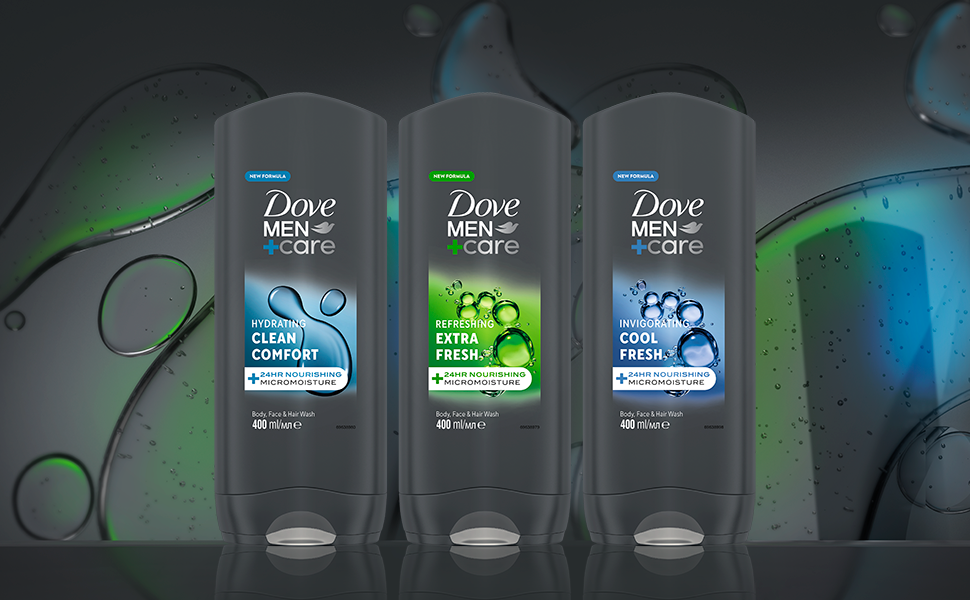 NEW FORMULA
Dove
MEN
+care
HYDRATING
CLEAN
COMFORT
+24HR NOURISHING
MICROMOISTURE
Body, Face & Hair Wash
400 ml/мл ℮
NEW FORMULA
Dove
MEN
+care
REFRESHING
EXTRA
FRESH
+24HR NOURISHING
MICROMOISTURE
Body, Face & Hair Wash
400 ml/мл ℮
NEW FORMULA
Dove
MEN
+care
INVIGORATING
COOL
FRESH
+24HR NOURISHING
MICROMOISTURE
Body, Face & Hair Wash
400 ml/мл ℮